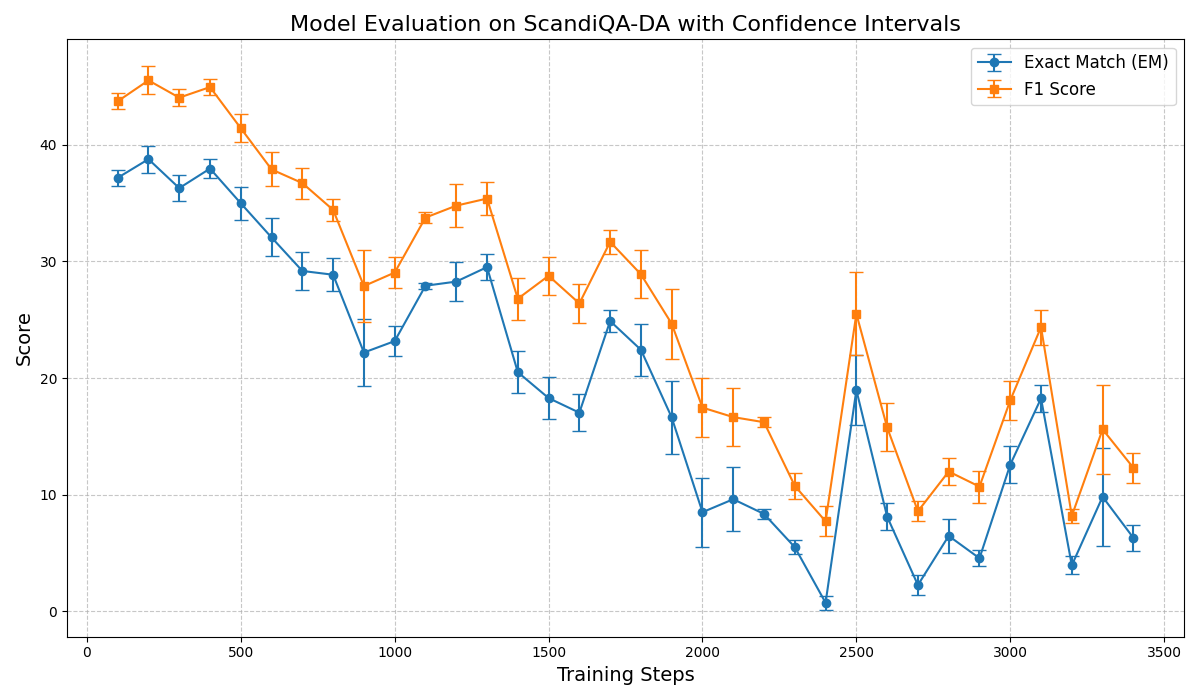 Model Evaluation on ScandiQA-DA with Confidence Intervals
Exact Match (EM)
F1 Score
Score
40
30
20
10
0
0 500 1000 1500 2000 2500 3000 3500
Training Steps